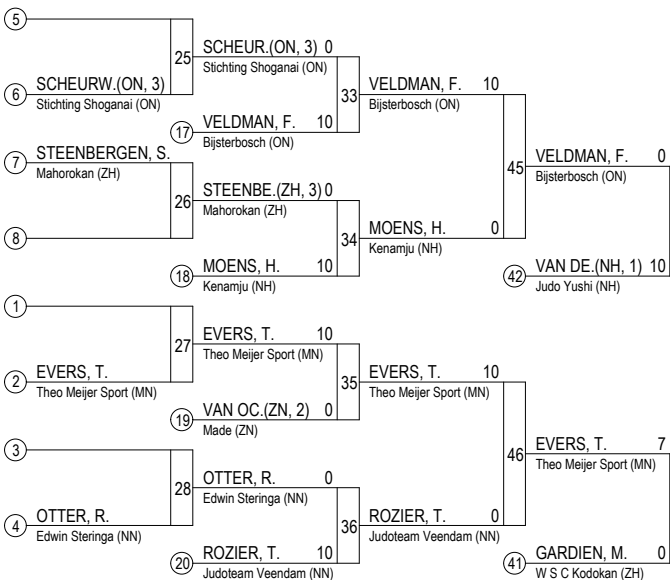 5
25
SCHEUR.(ON, 3) 0
Stichting Shoganai (ON)
6
SCHEURW.(ON, 3)
Stichting Shoganai (ON)
33
VELDMAN, F. 10
Bijsterbosch (ON)
17
VELDMAN, F. 10
Bijsterbosch (ON)
7
STEENBERGEN, S.
Mahorokan (ZH)
45
VELDMAN, F. 0
Bijsterbosch (ON)
26
STEENBE.(ZH, 3) 0
Mahorokan (ZH)
8
34
MOENS, H. 0
Kenamju (NH)
18
MOENS, H. 10
Kenamju (NH)
42
VAN DE.(NH, 1) 10
Judo Yushi (NH)
1
27
EVERS, T. 10
Theo Meijer Sport (MN)
2
EVERS, T.
Theo Meijer Sport (MN)
35
EVERS, T. 10
Theo Meijer Sport (MN)
19
VAN OC.(ZN, 2) 0
Made (ZN)
3
46
EVERS, T. 7
Theo Meijer Sport (MN)
28
OTTER, R. 0
Edwin Steringa (NN)
4
OTTER, R.
Edwin Steringa (NN)
36
ROZIER, T. 0
Judoteam Veendam (NN)
20
ROZIER, T. 10
Judoteam Veendam (NN)
41
GARDIEN, M. 0
W S C Kodokan (ZH)